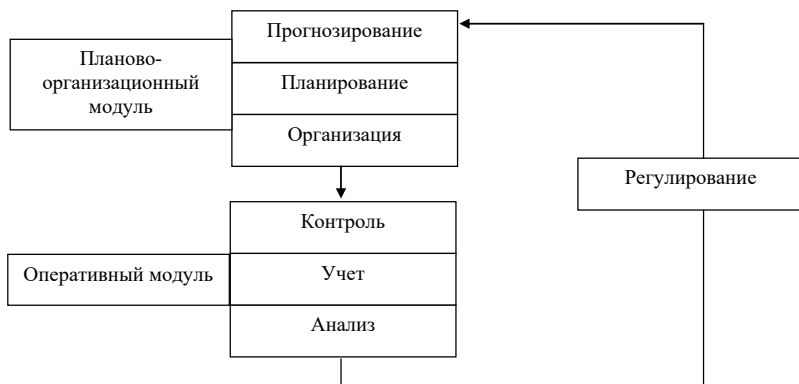 Прогнозирование
Планово-
организационный
модуль
Планирование
Организация
Регулирование
Контроль
Оперативный модуль
Учет
Анализ